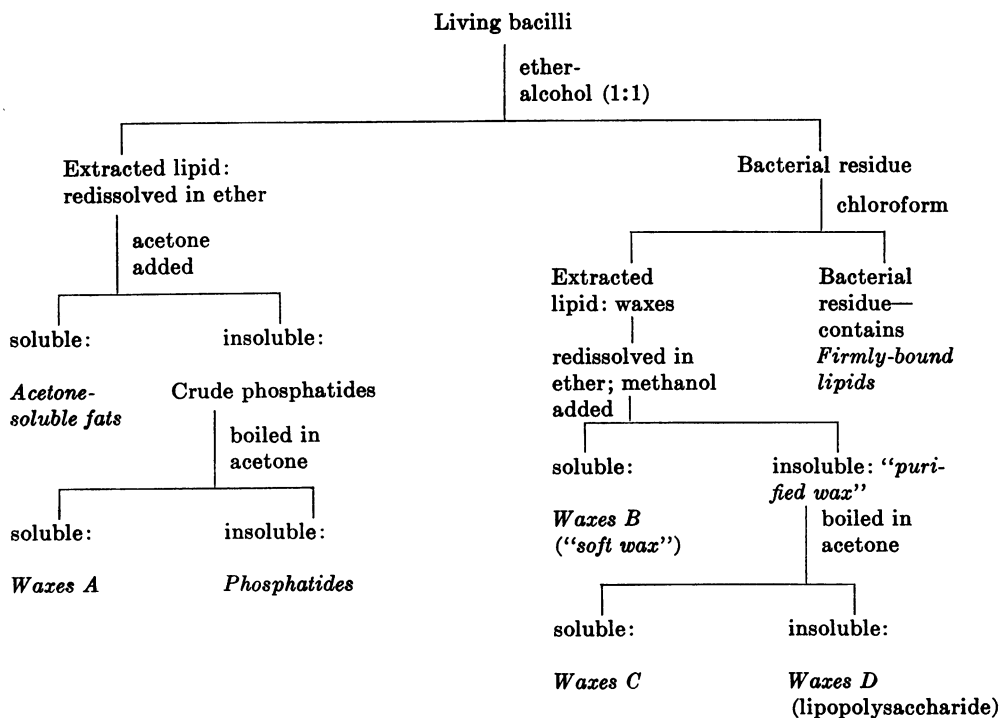 Living bacilli
ether-
alcohol (1:1)
Extracted lipid:
redissolved in ether
acetone
added
soluble:
Acetone-
soluble fats
insoluble:
Crude phosphatides
boiled in
acetone
soluble:
Waxes A
insoluble:
Phosphatides
Bacterial residue
chloroform
Extracted
lipid: waxes
redissolved in
ether; methanol
added
Bacterial
residue—
contains
Firmly-bound
lipids
soluble:
Waxes B
(“soft wax”)
insoluble: “puri-
fied wax”
boiled in
acetone
soluble:
Waxes C
insoluble:
Waxes D
(lipopolysaccharide)